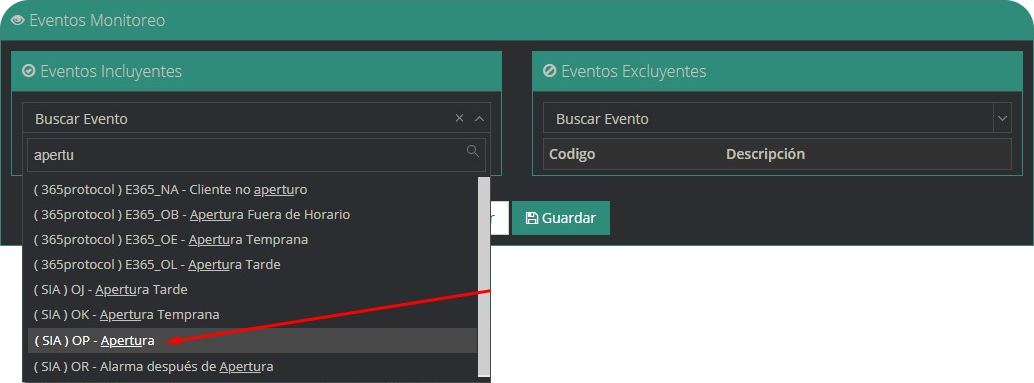 Eventos Monitoreo
Eventos Incluyentes
Eventos Excluyentes
Buscar Evento
Buscar Evento
apertu
Codigo Descripción
( 365protocol ) E365_NA - Cliente no aperturo
( 365protocol ) E365_OB - Apertura Fuera de Horario
( 365protocol ) E365_OE - Apertura Temprana
( 365protocol ) E365_OL - Apertura Tarde
( SIA ) OJ - Apertura Tarde
( SIA ) OK - Apertura Temprana
( SIA ) OP - Apertura
( SIA ) OR - Alarma después de Apertura
r
Guardar